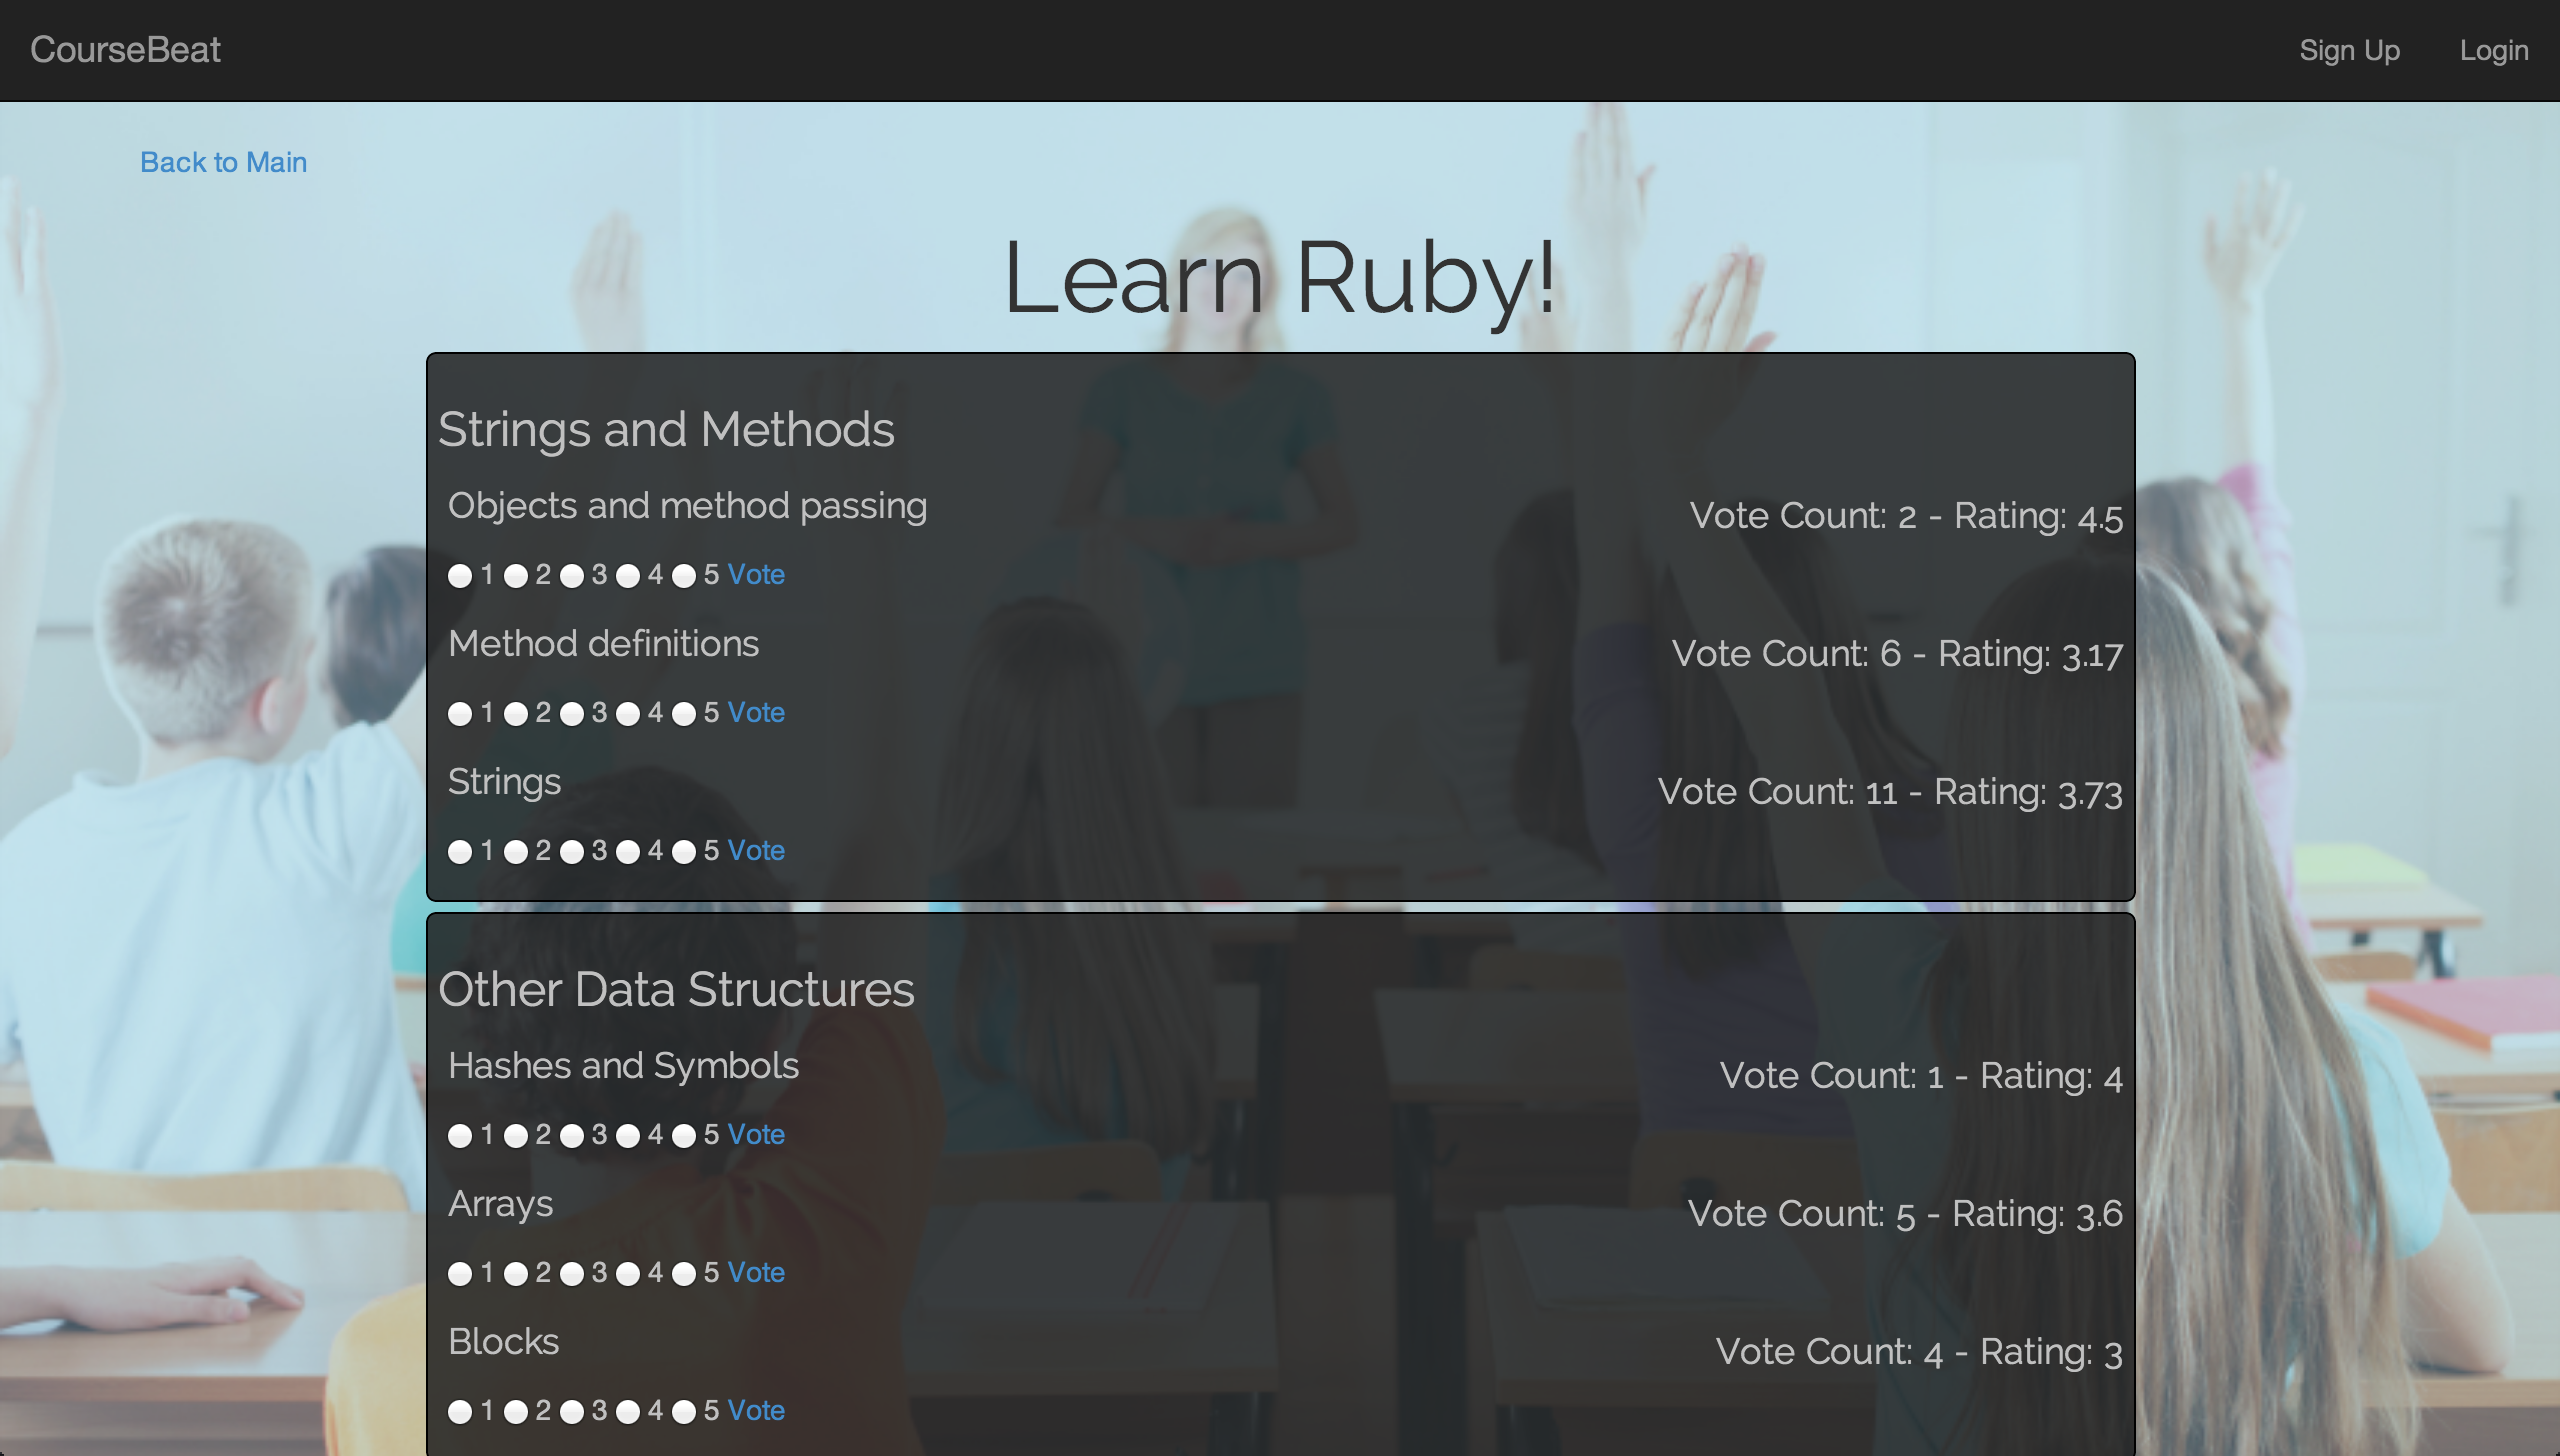 CourseBeat Sign Up Login
Back to Main
Learn Ruby!
Strings and Methods
Objects and method passing
Vote Count: 2 - Rating: 4.5
1 2 3 4 5 Vote
Method definitions
Vote Count: 6 - Rating: 3.17
1 2 3 4 5 Vote
Strings
Vote Count: 11 - Rating: 3.73
1 2 3 4 5 Vote
Other Data Structures
Hashes and Symbols
Vote Count: 1 - Rating: 4
1 2 3 4 5 Vote
Arrays
Vote Count: 5 - Rating: 3.6
1 2 3 4 5 Vote
Blocks
Vote Count: 4 - Rating: 3
1 2 3 4 5 Vote